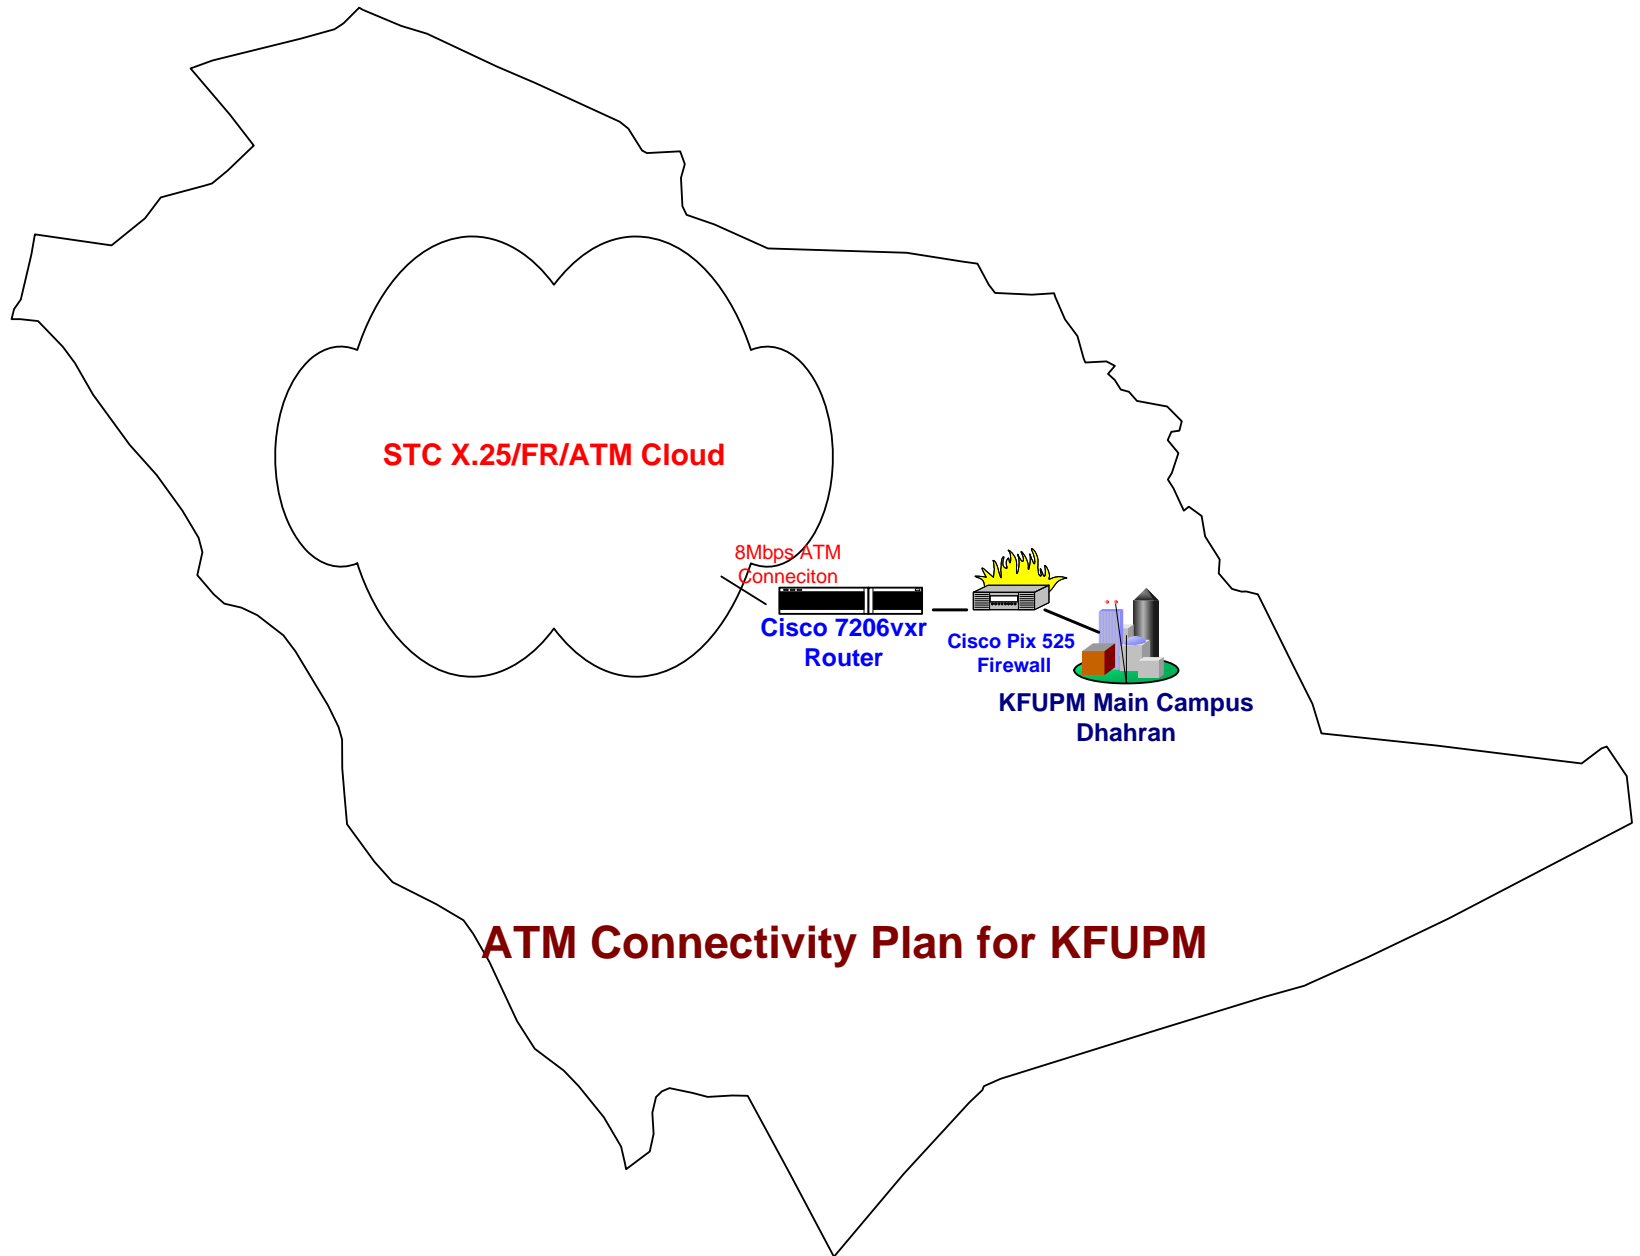 STC X.25/FR/ATM Cloud
8Mbps ATM
Conneciton
Cisco 7206vxr
Router
Cisco Pix 525
Firewall
KFUPM Main Campus
Dhahran
ATM Connectivity Plan for KFUPM